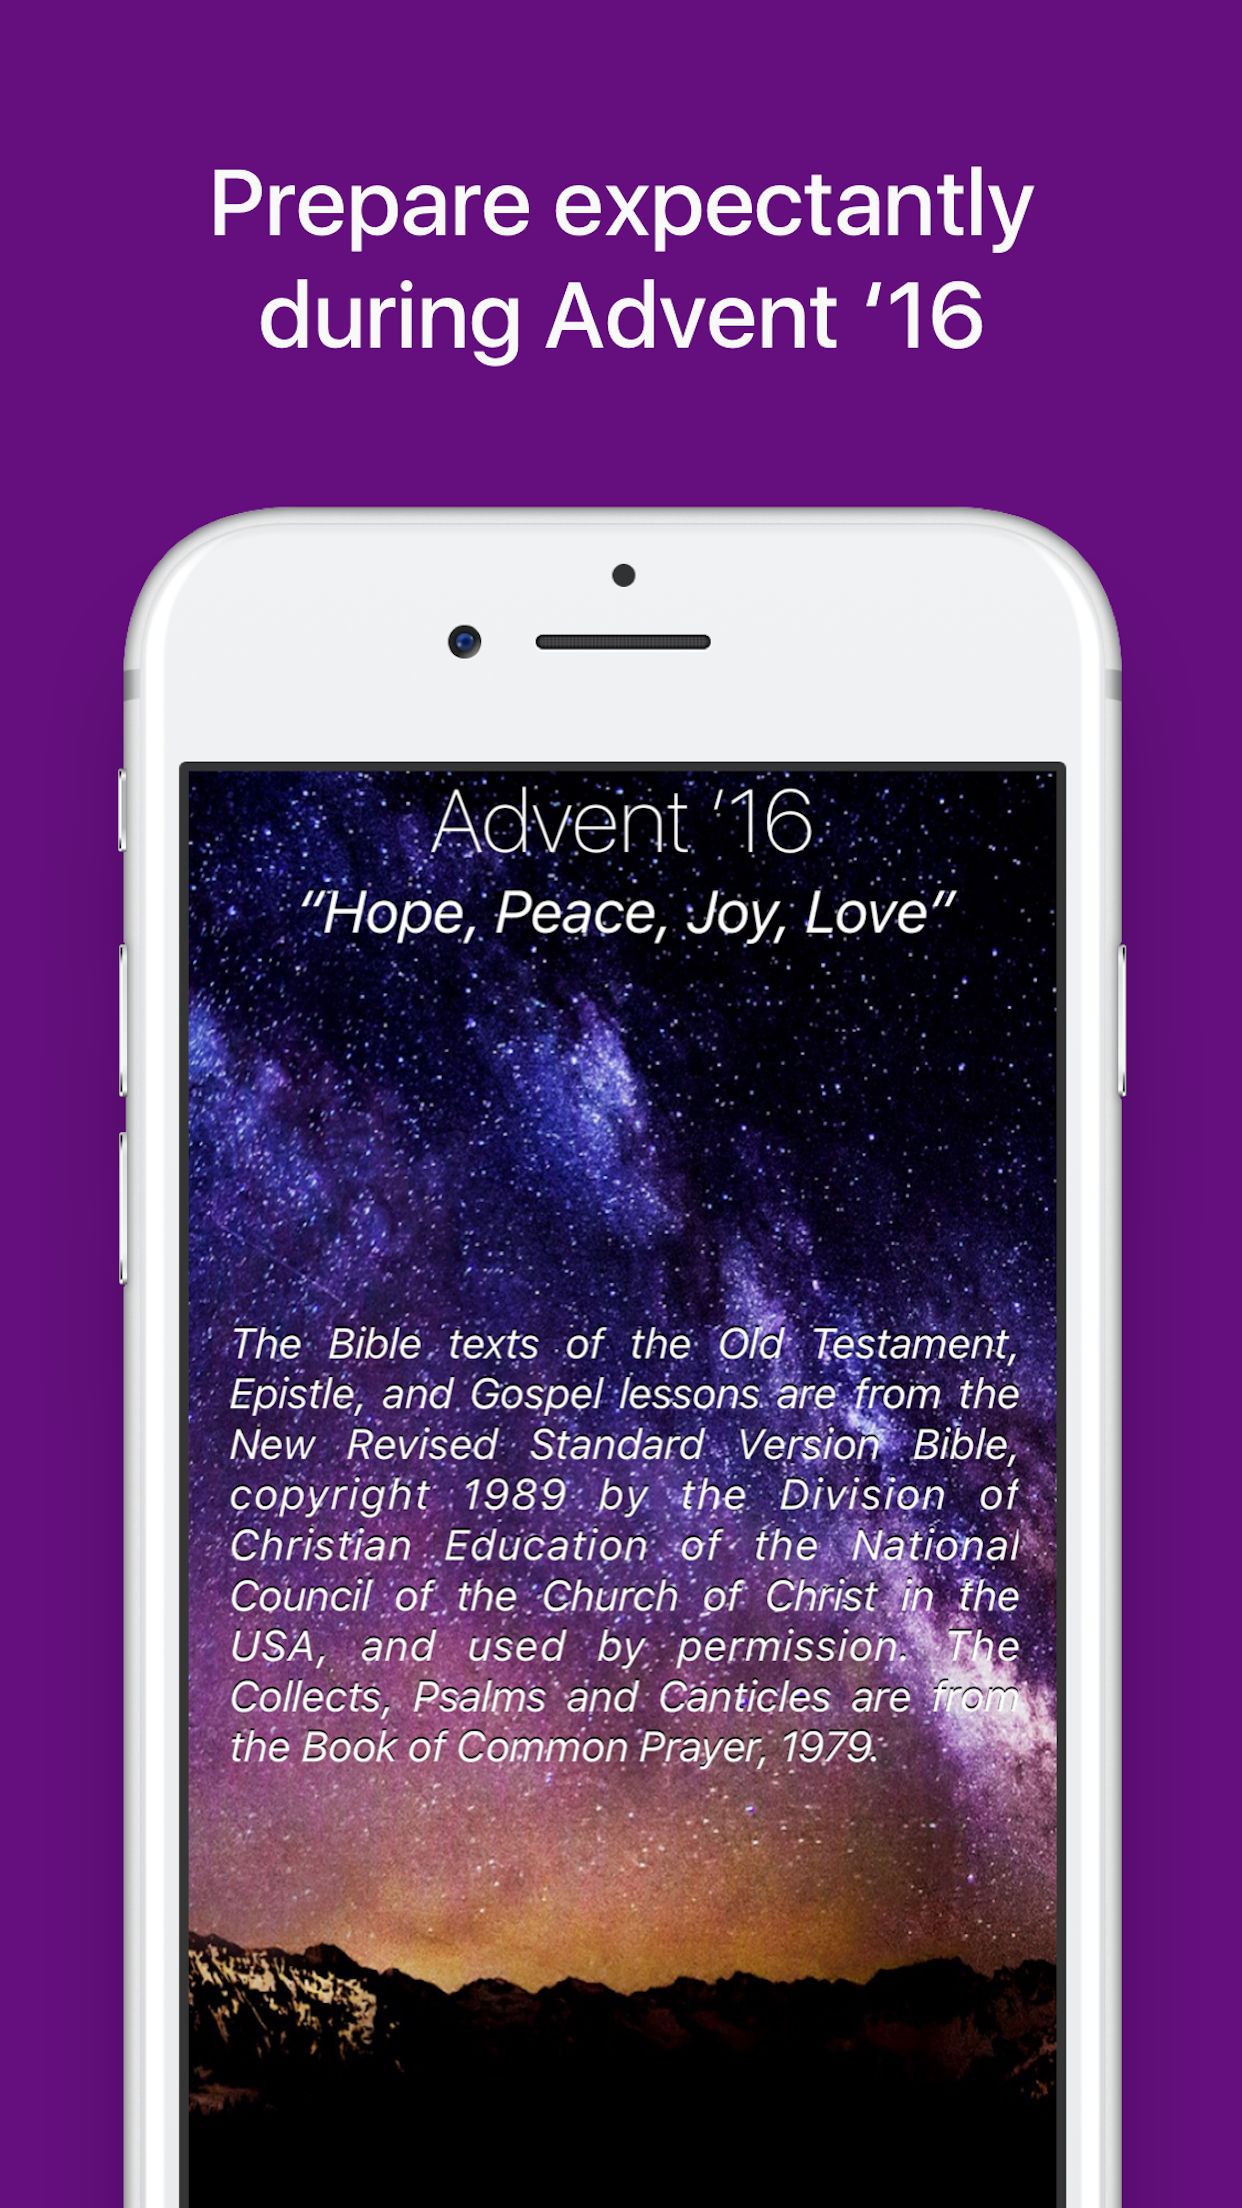 Prepare expectantly
during Advent ‘16
Advent ‘16
“Hope, Peace, Joy, Love”
The Bible texts of the Old Testament,
Epistle, and Gospel lessons are from the
New Revised Standard Version Bible,
copyright 1989 by the Division of
Christian Education of the National
Council of the Church of Christ in the
USA, and used by permission. The
Collects, Psalms and Canticles are from
the Book of Common Prayer, 1979.